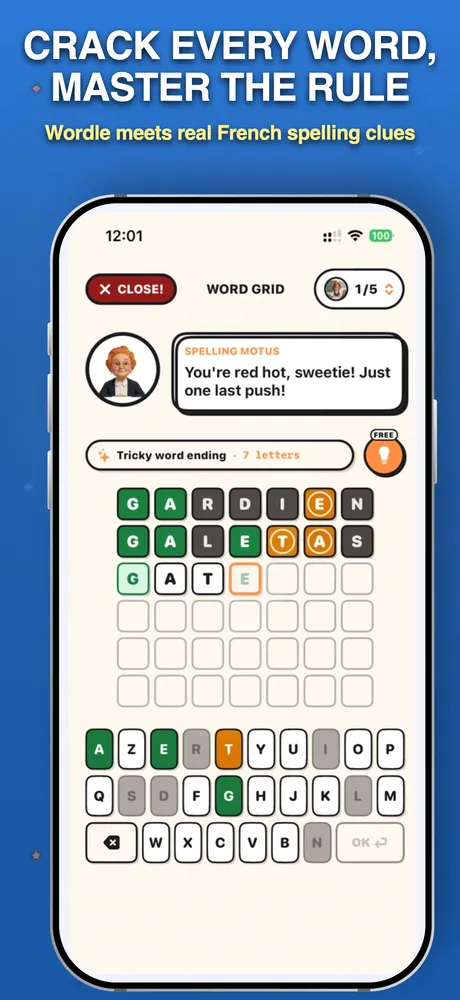 CRACK EVERY WORD,
MASTER THE RULE
Wordle meets real French spelling clues
12:01
100
CLOSE!
WORD GRID
1/5
SPELLING MOTUS
You're red hot, sweetie! Just
one last push!
FREE
Tricky word ending · 7 letters
G A R D I E N
G A L E T A S
G A T E
A Z E R T Y U I O P
Q S D F G H J K L M
W X C V B N OK